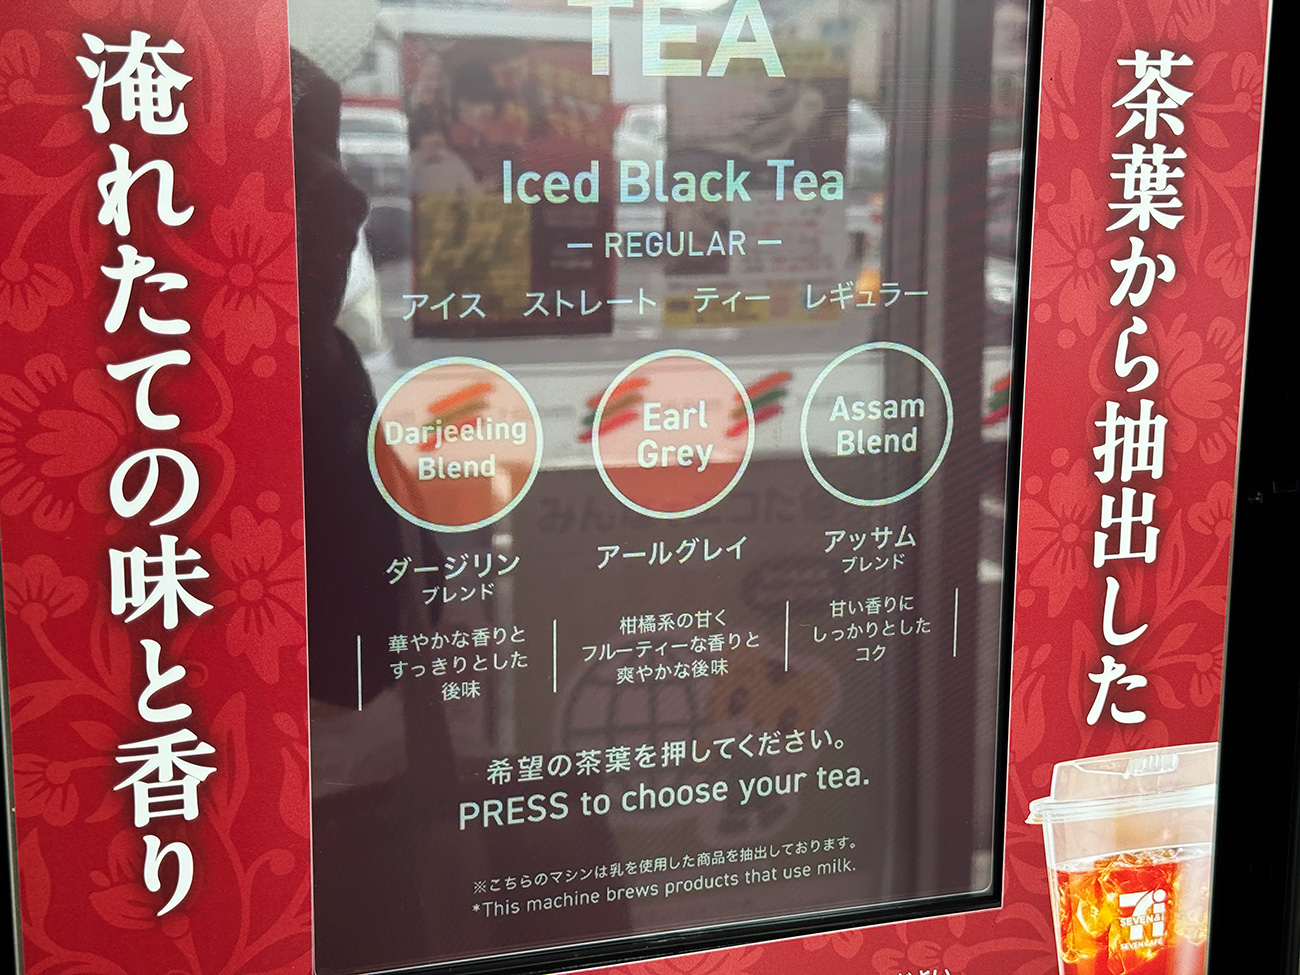 茶葉から抽出した
淹れたての味と香り
TEA
Iced Black Tea
— REGULAR —
アイス ストレート ティー レギュラー
Darjeeling
Blend
Earl
Grey
Assam
Blend
ダージリン
ブレンド
アールグレイ
アッサム
ブレンド
華やかな香りと
すっきりとした
後味
柑橘系の甘く
フルーティーな香りと
爽やかな後味
甘い香りに
しっかりとした
コク
希望の茶葉を押してください。
PRESS to choose your tea.
※こちらのマシンは乳を使用した商品を抽出しております。
*This machine brews products that use milk.
SEVEN CAFÉ